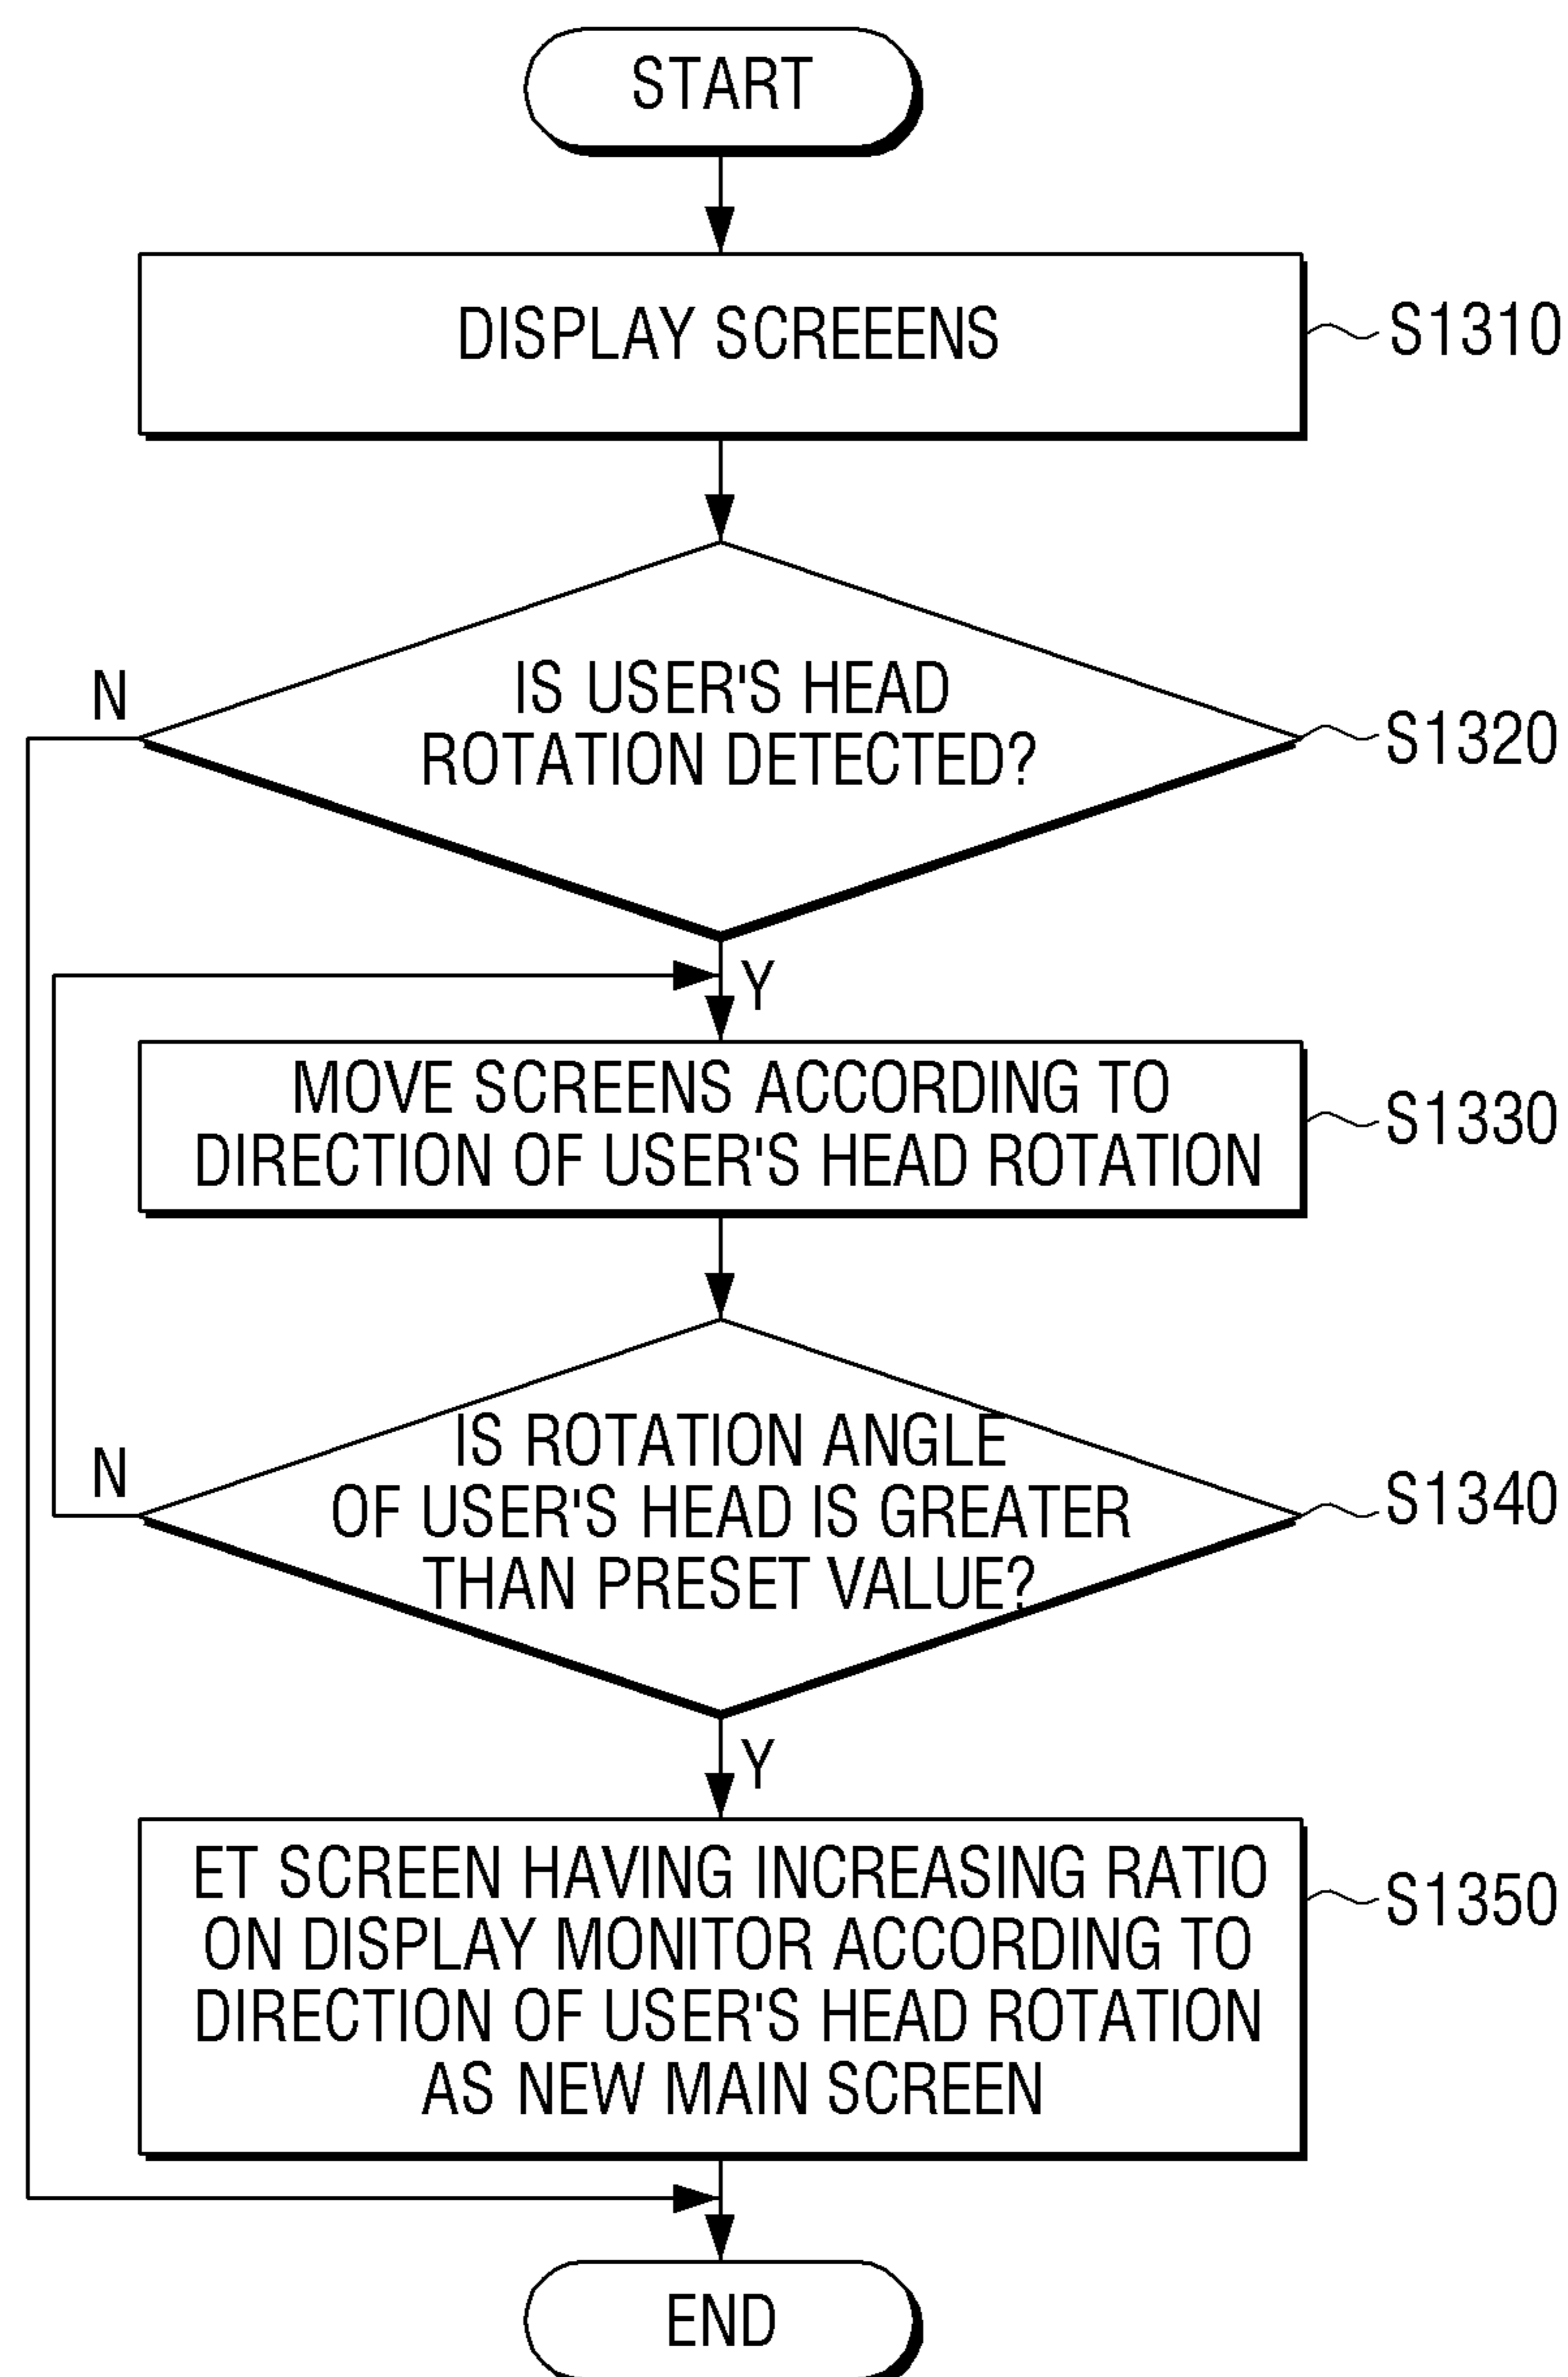 START
DISPLAY SCREEENS
S1310
IS USER'S HEAD
ROTATION DETECTED?
N
S1320
Y
MOVE SCREENS ACCORDING TO
DIRECTION OF USER'S HEAD ROTATION
S1330
IS ROTATION ANGLE
OF USER'S HEAD IS GREATER
THAN PRESET VALUE?
N
S1340
Y
ET SCREEN HAVING INCREASING RATIO
ON DISPLAY MONITOR ACCORDING TO
DIRECTION OF USER'S HEAD ROTATION
AS NEW MAIN SCREEN
S1350
END